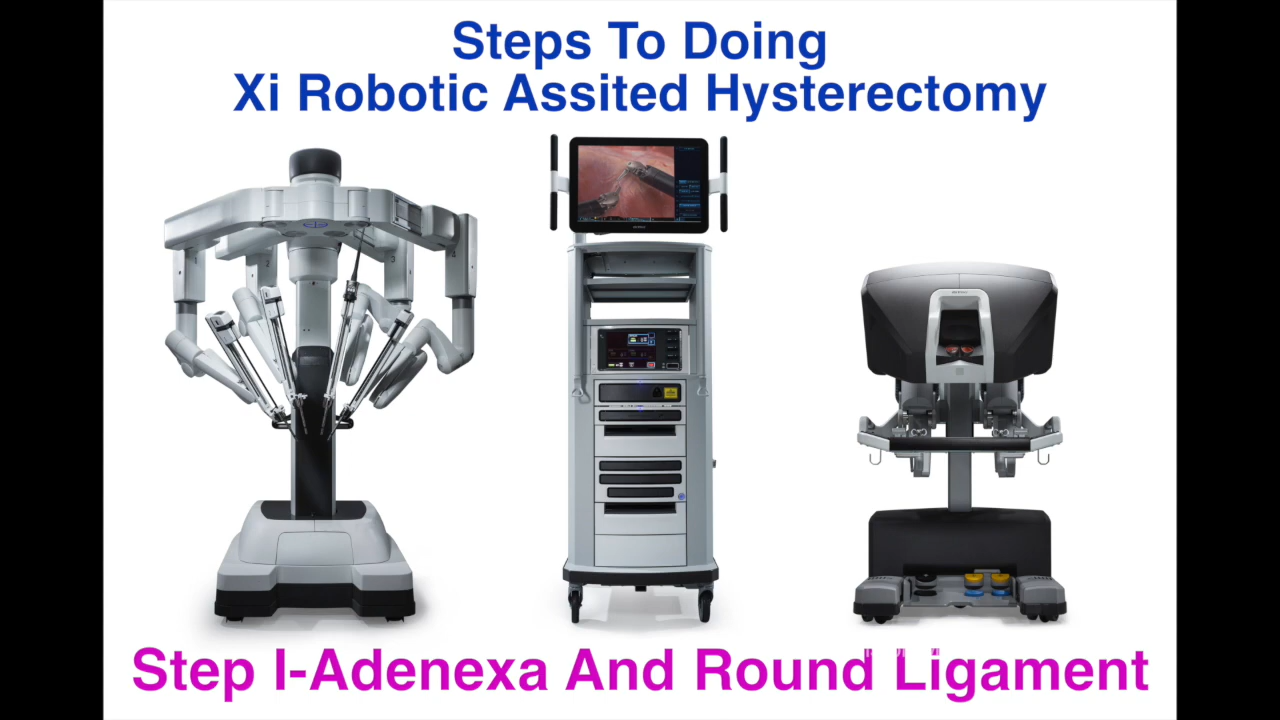 Steps To Doing
Xi Robotic Assited Hysterectomy
Step I-Adenexa And Round Ligament